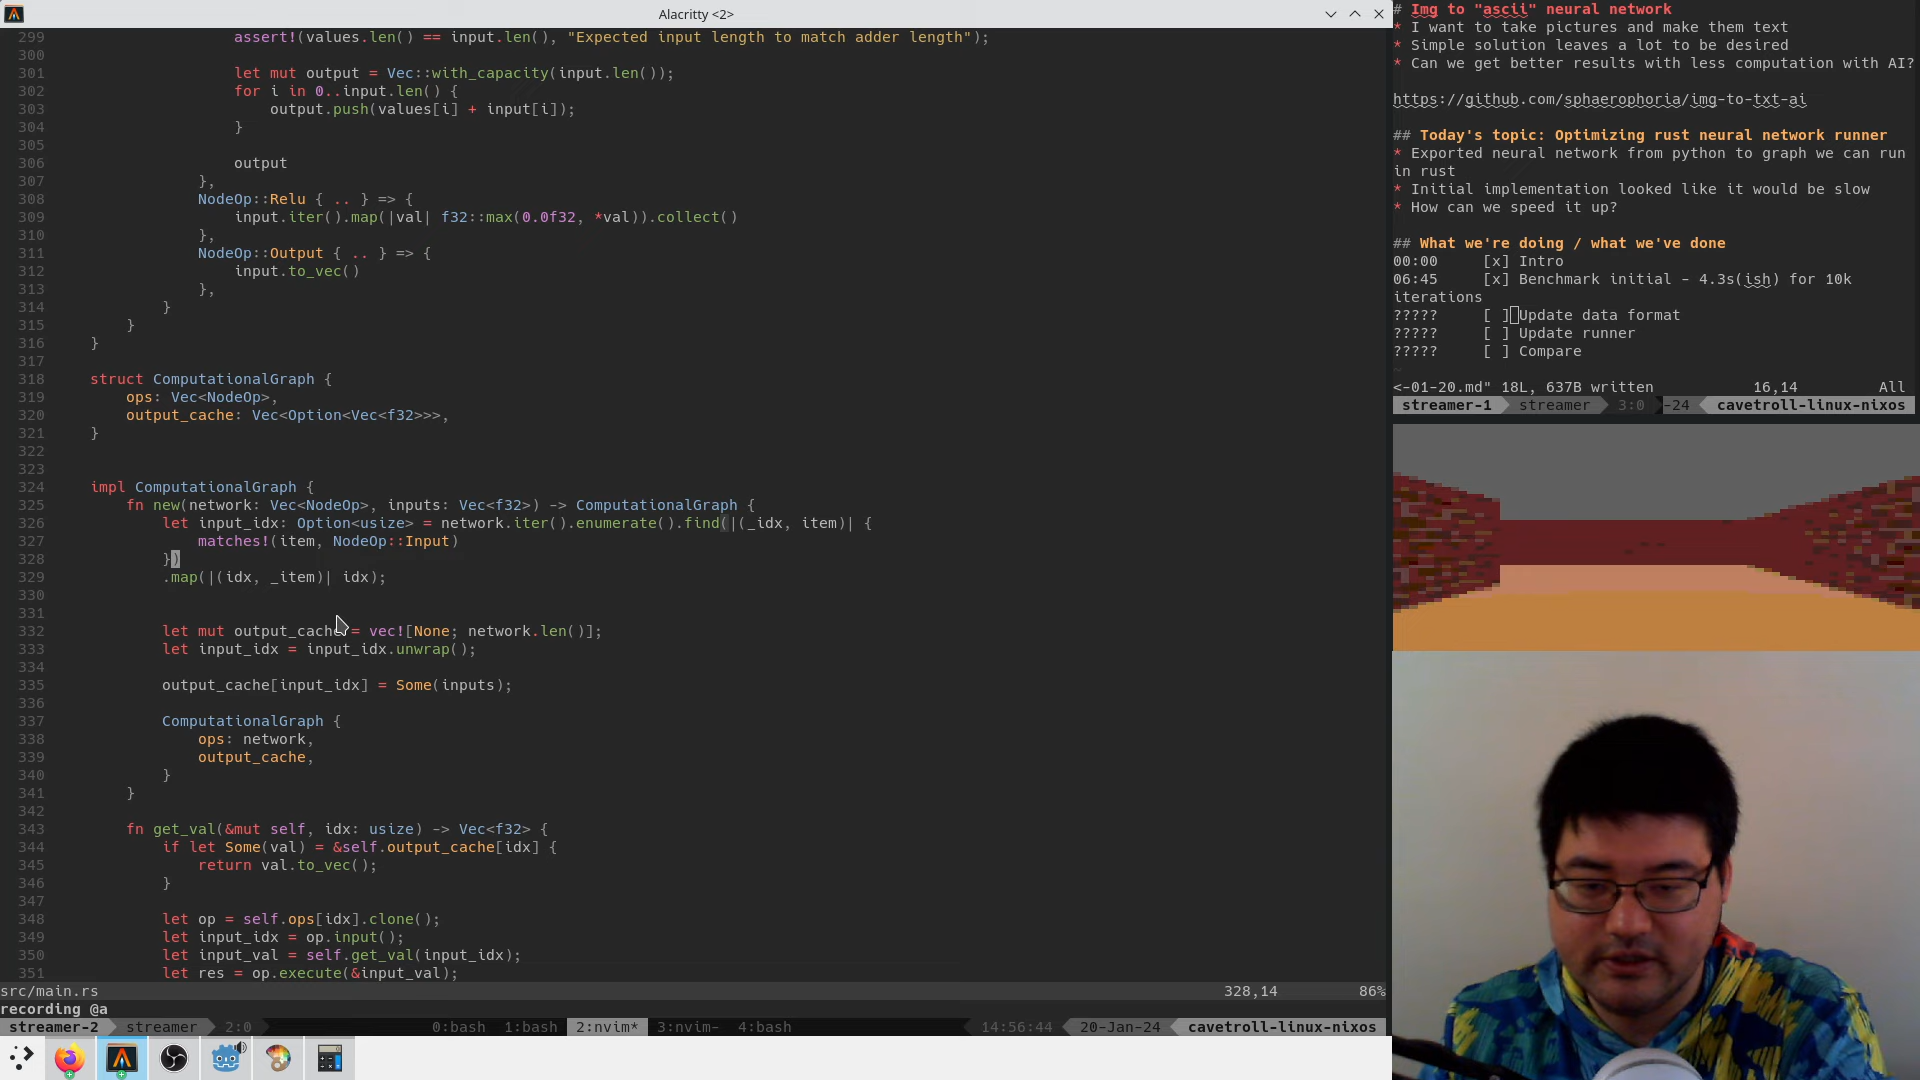 Alacritty <2>
299 assert!(values.len() == input.len(), "Expected input length to match adder length");
300
301 let mut output = Vec::with_capacity(input.len());
302 for i in 0..input.len() {
303 output.push(values[i] + input[i]);
304 }
305
306 output
307 },
308 NodeOp::Relu { .. } => {
309 input.iter().map(|val| f32::max(0.0f32, *val)).collect()
310 },
311 NodeOp::Output { .. } => {
312 input.to_vec()
313 },
314 }
315 }
316 }
317
318 struct ComputationalGraph {
319 ops: Vec<NodeOp>,
320 output_cache: Vec<Option<Vec<f32>>>,
321 }
322
323
324 impl ComputationalGraph {
325 fn new(network: Vec<NodeOp>, inputs: Vec<f32>) -> ComputationalGraph {
326 let input_idx: Option<usize> = network.iter().enumerate().find(|(_idx, item)| {
327 matches!(item, NodeOp::Input)
328 })
329 .map(|(idx, _item)| idx);
330
331
332 let mut output_cache = vec![None; network.len()];
333 let input_idx = input_idx.unwrap();
334
335 output_cache[input_idx] = Some(inputs);
336
337 ComputationalGraph {
338 ops: network,
339 output_cache,
340 }
341 }
342
343 fn get_val(&mut self, idx: usize) -> Vec<f32> {
344 if let Some(val) = &self.output_cache[idx] {
345 return val.to_vec();
346 }
347
348 let op = self.ops[idx].clone();
349 let input_idx = op.input();
350 let input_val = self.get_val(input_idx);
351 let res = op.execute(&input_val);
src/main.rs 328,14 86%
recording @a
streamer-2 streamer 2:0 0:bash 1:bash 2:nvim* 3:nvim- 4:bash 14:56:44 20-Jan-24 cavetroll-linux-nixos
# Img to "ascii" neural network
* I want to take pictures and make them text
* Simple solution leaves a lot to be desired
* Can we get better results with less computation with AI?
https://github.com/sphaerophoria/img-to-txt-ai
## Today's topic: Optimizing rust neural network runner
* Exported neural network from python to graph we can run
in rust
* Initial implementation looked like it would be slow
* How can we speed it up?
## What we're doing / what we've done
00:00 [x] Intro
06:45 [x] Benchmark initial - 4.3s(ish) for 10k
iterations
????? [ ] Update data format
????? [ ] Update runner
????? [ ] Compare
~
<-01-20.md" 18L, 637B written 16,14 All
streamer-1 streamer 3:0 -24 cavetroll-linux-nixos